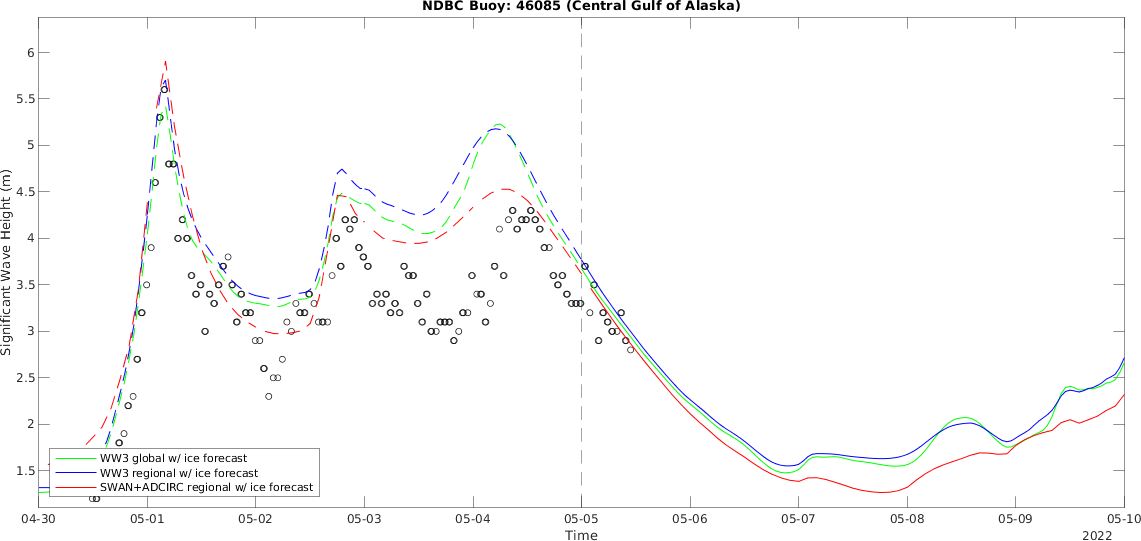 NDBC Buoy: 46085 (Central Gulf of Alaska)
Significant Wave Height (m)
6
5.5
5
4.5
4
3.5
3
2.5
2
1.5
WW3 global w/ ice forecast
WW3 regional w/ ice forecast
SWAN+ADCIRC regional w/ ice forecast
04-30 05-01 05-02 05-03 05-04 05-05 05-06 05-07 05-08 05-09 05-10
Time
2022